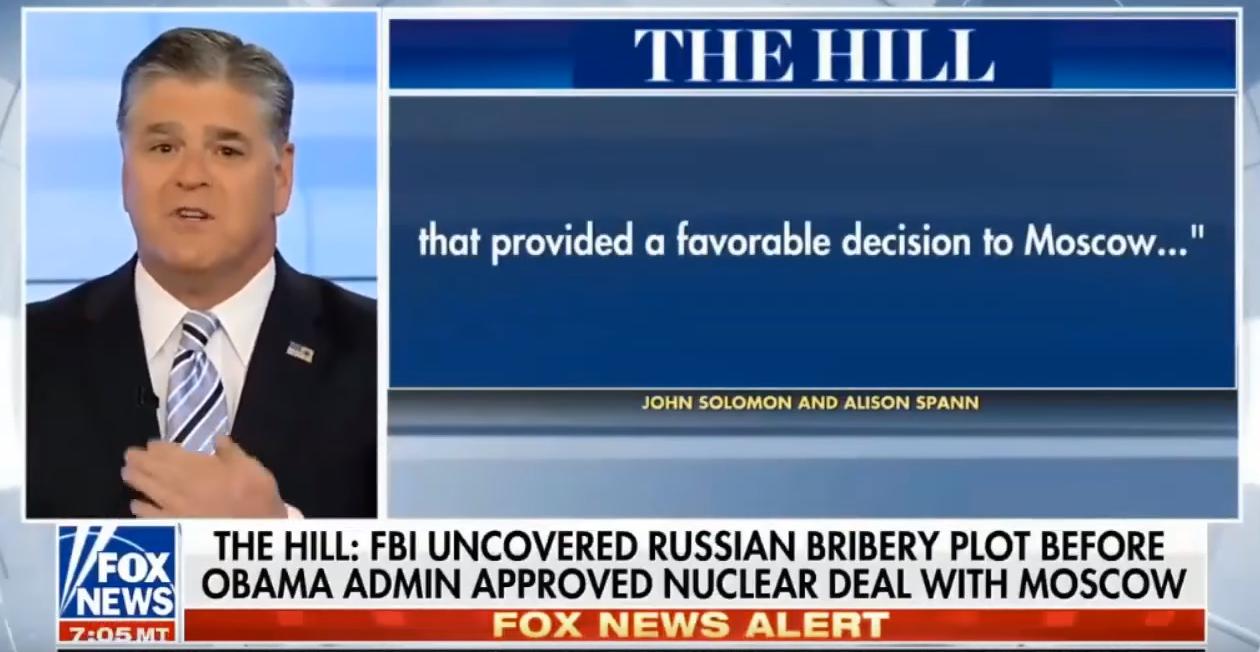 THE HILL
that provided a favorable decision to Moscow..."
JOHN SOLOMON AND ALISON SPANN
THE HILL: FBI UNCOVERED RUSSIAN BRIBERY PLOT BEFORE
OBAMA ADMIN APPROVED NUCLEAR DEAL WITH MOSCOW
FOX
NEWS
7:05 MT
FOX NEWS ALERT